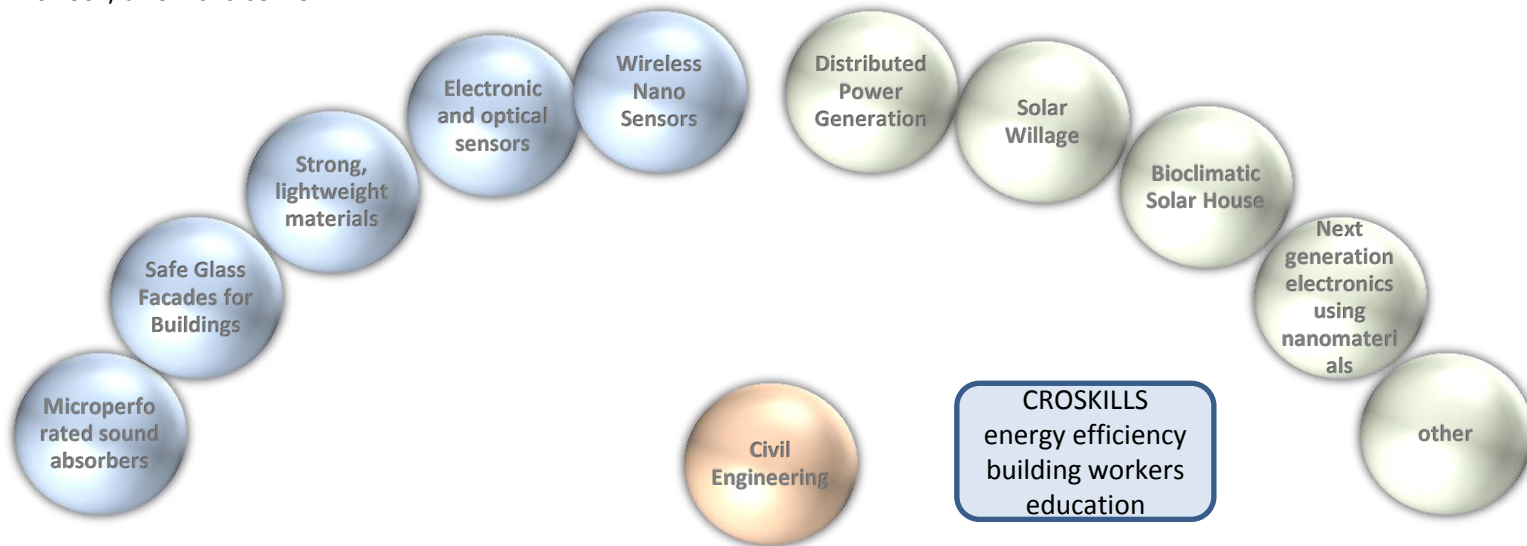 Wireless
Nano
Sensors
Distributed
Power
Generation
Electronic
and optical
sensors
Solar
Willage
Strong,
lightweight
materials
Bioclimatic
Solar House
Safe Glass
Facades for
Buildings
Next
generation
electronics
using
nanomateri
als
Microperfo
rated sound
absorbers
Civil
Engineering
CROSKILLS
energy efficiency
building workers
education
other